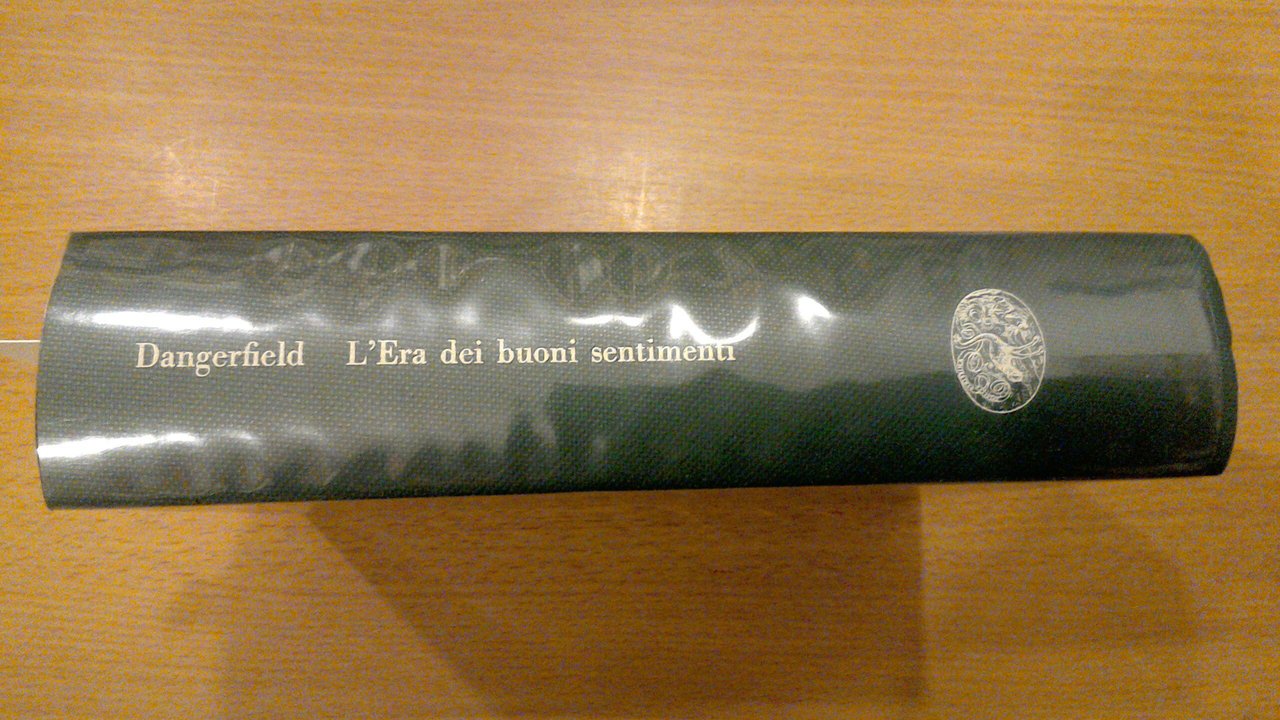 Dangerfield L'Era dei buoni sentimenti